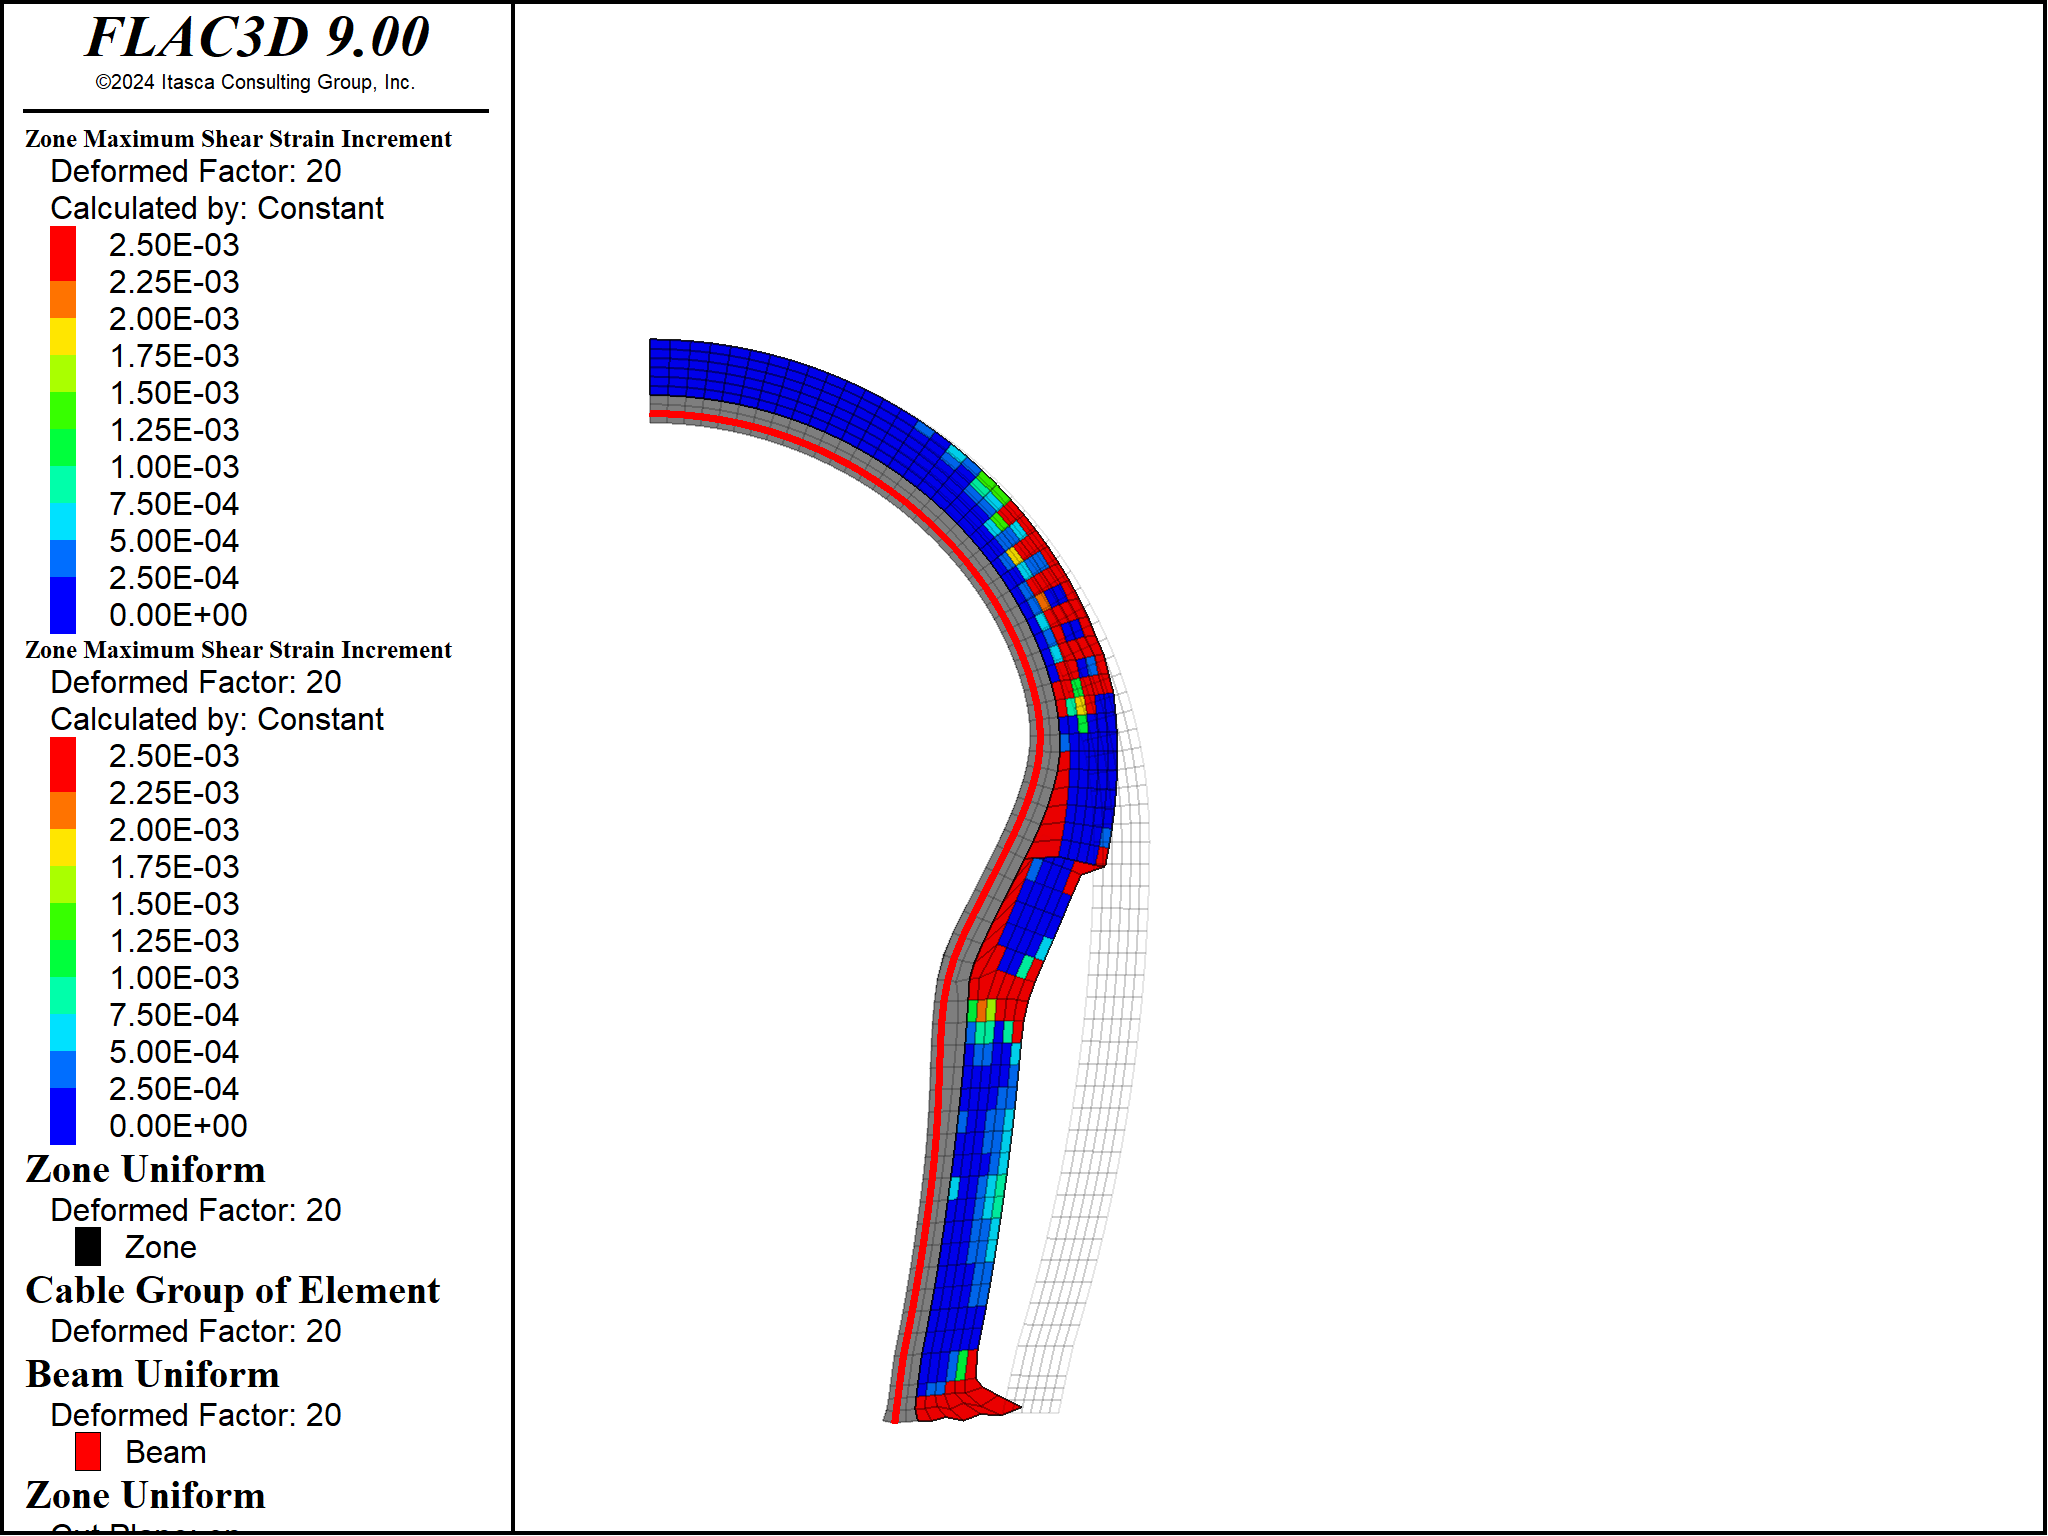 FLAC3D 9.00
©2024 Itasca Consulting Group, Inc.
Zone Maximum Shear Strain Increment
Deformed Factor: 20
Calculated by: Constant
2.50E-03
2.25E-03
2.00E-03
1.75E-03
1.50E-03
1.25E-03
1.00E-03
7.50E-04
5.00E-04
2.50E-04
0.00E+00
Zone Maximum Shear Strain Increment
Deformed Factor: 20
Calculated by: Constant
2.50E-03
2.25E-03
2.00E-03
1.75E-03
1.50E-03
1.25E-03
1.00E-03
7.50E-04
5.00E-04
2.50E-04
0.00E+00
Zone Uniform
Deformed Factor: 20
Zone
Cable Group of Element
Deformed Factor: 20
Beam Uniform
Deformed Factor: 20
Beam
Zone Uniform